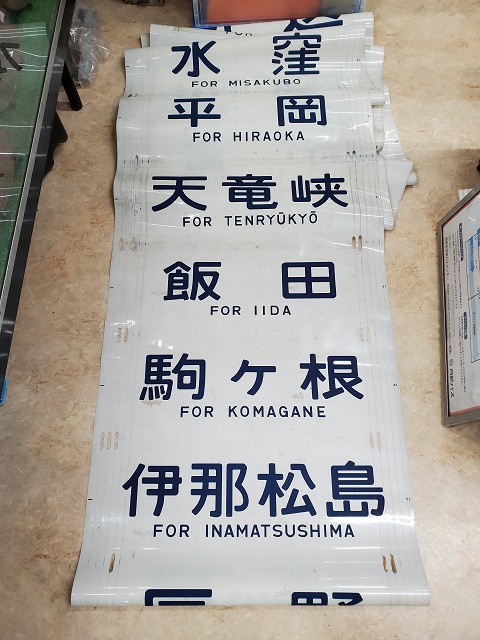 水窪
FOR MISAKUBO
平岡
FOR HIRAOKA
天竜峡
FOR TENRYŪKYŌ
飯田
FOR IIDA
駒ヶ根
FOR KOMAGANE
伊那松島
FOR INAMATSUSHIMA